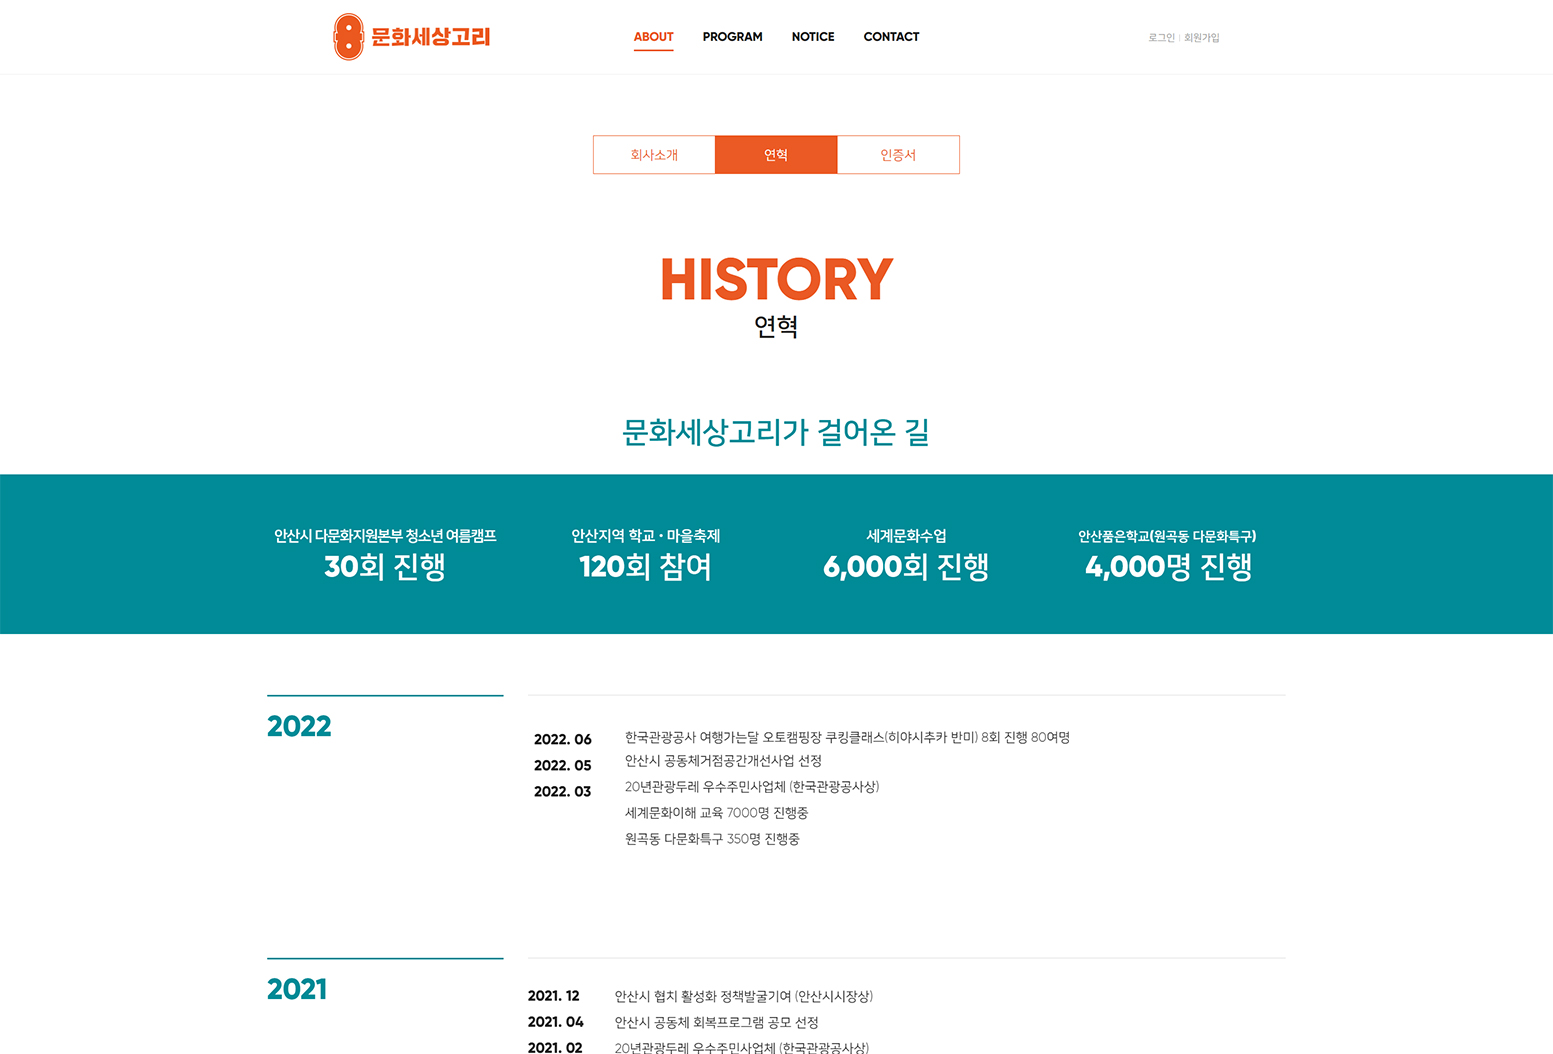 문화세상고리
ABOUT PROGRAM NOTICE CONTACT
로그인 | 회원가입
회사소개 연혁 인증서
HISTORY
연혁
문화세상고리가 걸어온 길
안산시 다문화지원본부 청소년 여름캠프
30회 진행
안산지역 학교 · 마을축제
120회 참여
세계문화수업
6,000회 진행
안산품은학교(원곡동 다문화특구)
4,000명 진행
2022
2022. 06 한국관광공사 여행가는달 오토캠핑장 쿠킹클래스(히야시추카 반미) 8회 진행 80여명
2022. 05 안산시 공동체거점공간개선사업 선정
2022. 03 20년관광두레 우수주민사업체 (한국관광공사상)
세계문화이해 교육 7000명 진행중
원곡동 다문화특구 350명 진행중
2021
2021. 12 안산시 협치 활성화 정책발굴기여 (안산시시장상)
2021. 04 안산시 공동체 회복프로그램 공모 선정
2021. 02 20년관광두레 우수주민사업체 (한국관광공사상)